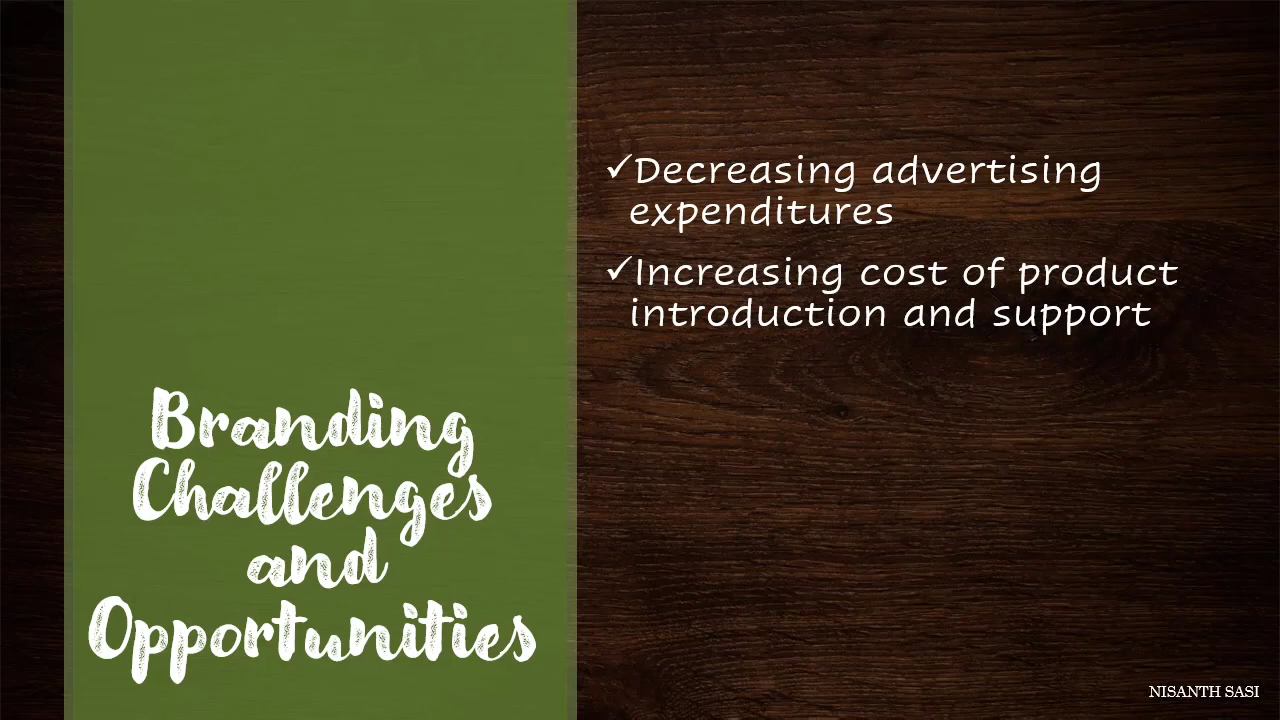 Branding
Challenges
and
Opportunities
✓Decreasing advertising
expenditures
✓Increasing cost of product
introduction and support
NISANTH SASI